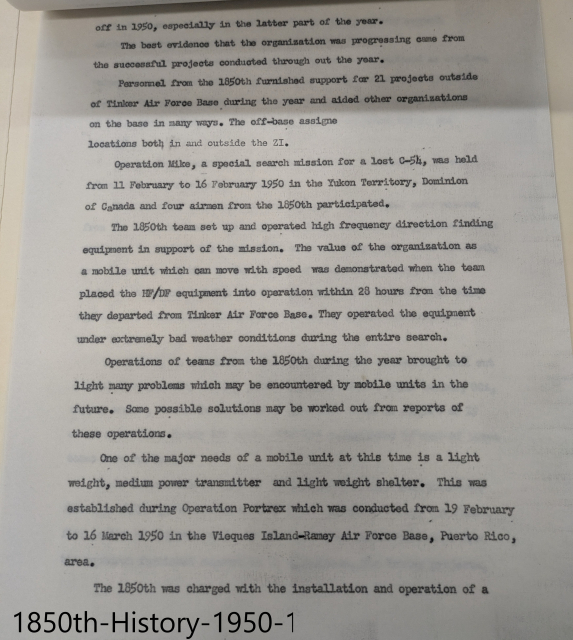 off in 1950, especially in the latter part of the year.
The best evidence that the organization was progressing came from
the successful projects conducted through out the year.
Personnel from the 1850th furnished support for 21 projects outside
of Tinker Air Force Base during the year and aided other organizations
on the base in many ways. The off-base assigne
locations both in and outside the ZI.
Operation Mike, a special search mission for a lost C-54, was held
from 11 February to 16 February 1950 in the Yukon Territory, Dominion
of Canada and four airmen from the 1850th participated.
The 1850th team set up and operated high frequency direction finding
equipment in support of the mission. The value of the organization as
a mobile unit which can move with speed was demonstrated when the team
placed the HF/DF equipment into operation within 28 hours from the time
they departed from Tinker Air Force Base. They operated the equipment
under extremely bad weather conditions during the entire search.
Operations of teams from the 1850th during the year brought to
light many problems which may be encountered by mobile units in the
future. Some possible solutions may be worked out from reports of
these operations.
One of the major needs of a mobile unit at this time is a light
weight, medium power transmitter and light weight shelter. This was
established during Operation Portrex which was conducted from 19 February
to 16 March 1950 in the Vieques Island-Ramey Air Force Base, Puerto Rico,
area.
The 1850th was charged with the installation and operation of a
1850th-History-1950-1